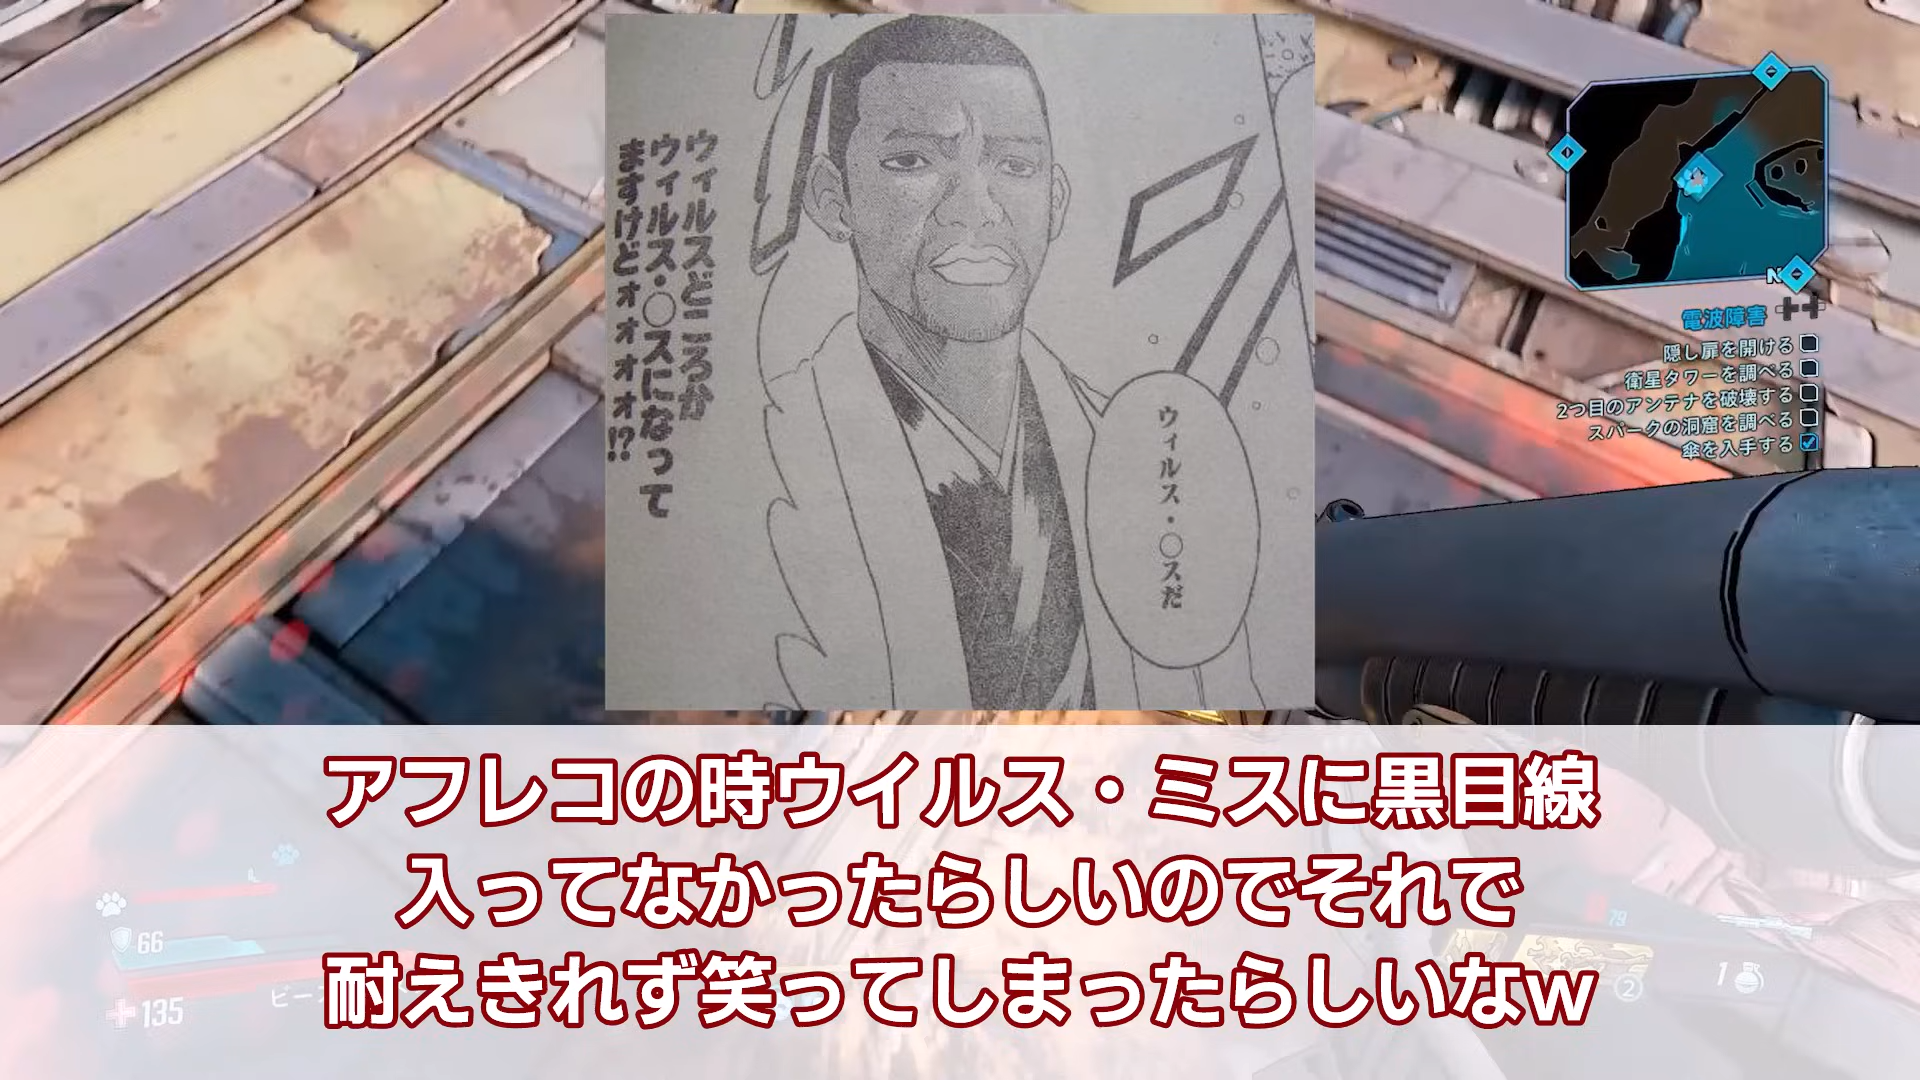 ウィルスどころか
ウィルス・○スになって
ますけどォォォォォ!?
ウィルス・○スだ
N
電波障害
隠し扉を開ける
衛星タワーを調べる
2つ目のアンテナを破壊する
スパークの洞窟を調べる
傘を入手する
アフレコの時ウイルス・ミスに黒目線
入ってなかったらしいのでそれで
耐えきれず笑ってしまったらしいなw
66
135
79
2
1